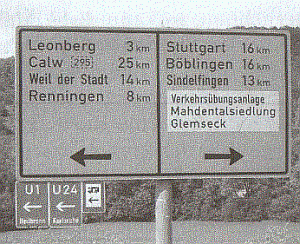 Leonberg 3 km
Calw [295] 25 km
Weil der Stadt 14 km
Renningen 8 km
Stuttgart 16 km
Böblingen 16 km
Sindelfingen 13 km
Verkehrsübungsanlage
Mahdentalsiedlung
Glemseck
U1
U24
Karlsruhe